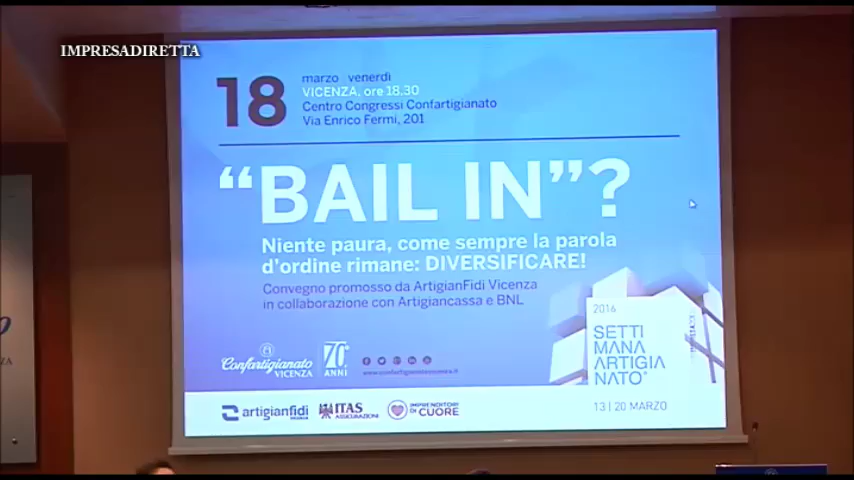 IMPRESADIRETTA
18
marzo venerdì
VICENZA, ore 18.30
Centro Congressi Confartigianato
Via Enrico Fermi, 201
“BAIL IN”?
Niente paura, come sempre la parola
d’ordine rimane: DIVERSIFICARE!
Convegno promosso da ArtigianFidi Vicenza
in collaborazione con Artigiancassa e BNL
2016
SETTI
MANA
ARTIGIA
NATO
13 | 20 MARZO
Confartigianato
VICENZA
70
ANNI
artigianfidi
ITAS
ASSICURAZIONI
IMPRENDITORI
DI CUORE